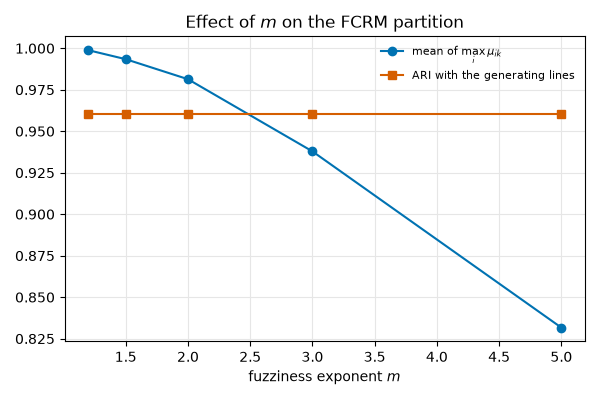 Effect of m on the FCRM partition
mean of max_i μ_ik
ARI with the generating lines
1.000
0.975
0.950
0.925
0.900
0.875
0.850
0.825
1.5 2.0 2.5 3.0 3.5 4.0 4.5 5.0
fuzziness exponent m